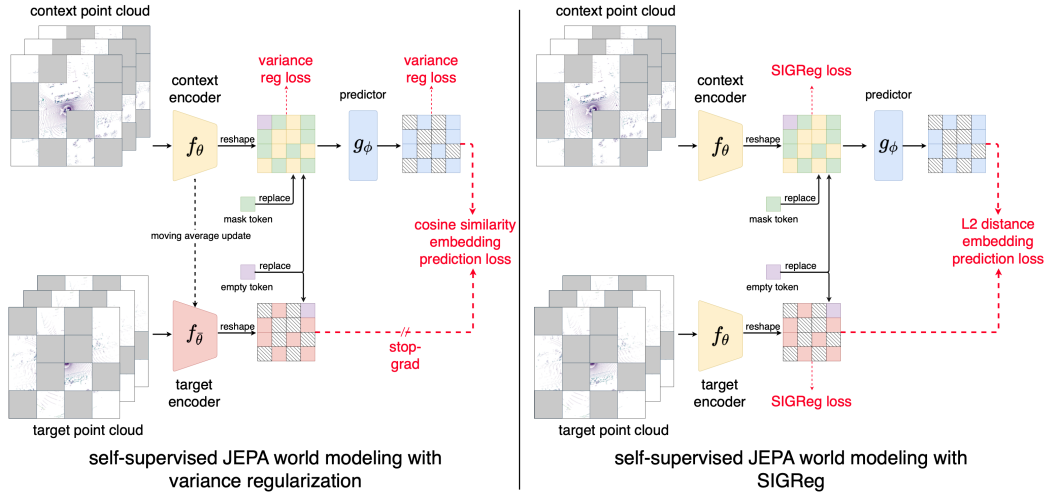 context point cloud
context
encoder
f_θ
reshape
variance
reg loss
predictor
g_ϕ
variance
reg loss
replace
mask token
moving average update
cosine similarity
embedding
prediction loss
replace
empty token
f_θ̄
reshape
stop-
grad
target
encoder
target point cloud
self-supervised JEPA world modeling with
variance regularization
context point cloud
context
encoder
f_θ
reshape
SIGReg loss
predictor
g_ϕ
replace
mask token
L2 distance
embedding
prediction loss
replace
empty token
f_θ
reshape
target
encoder
SIGReg loss
target point cloud
self-supervised JEPA world modeling with
SIGReg